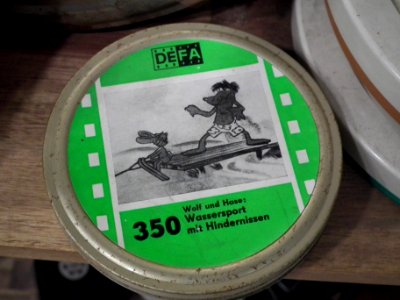 DEFA
Wolf und Hase:
350 Wassersport
mit Hindernissen